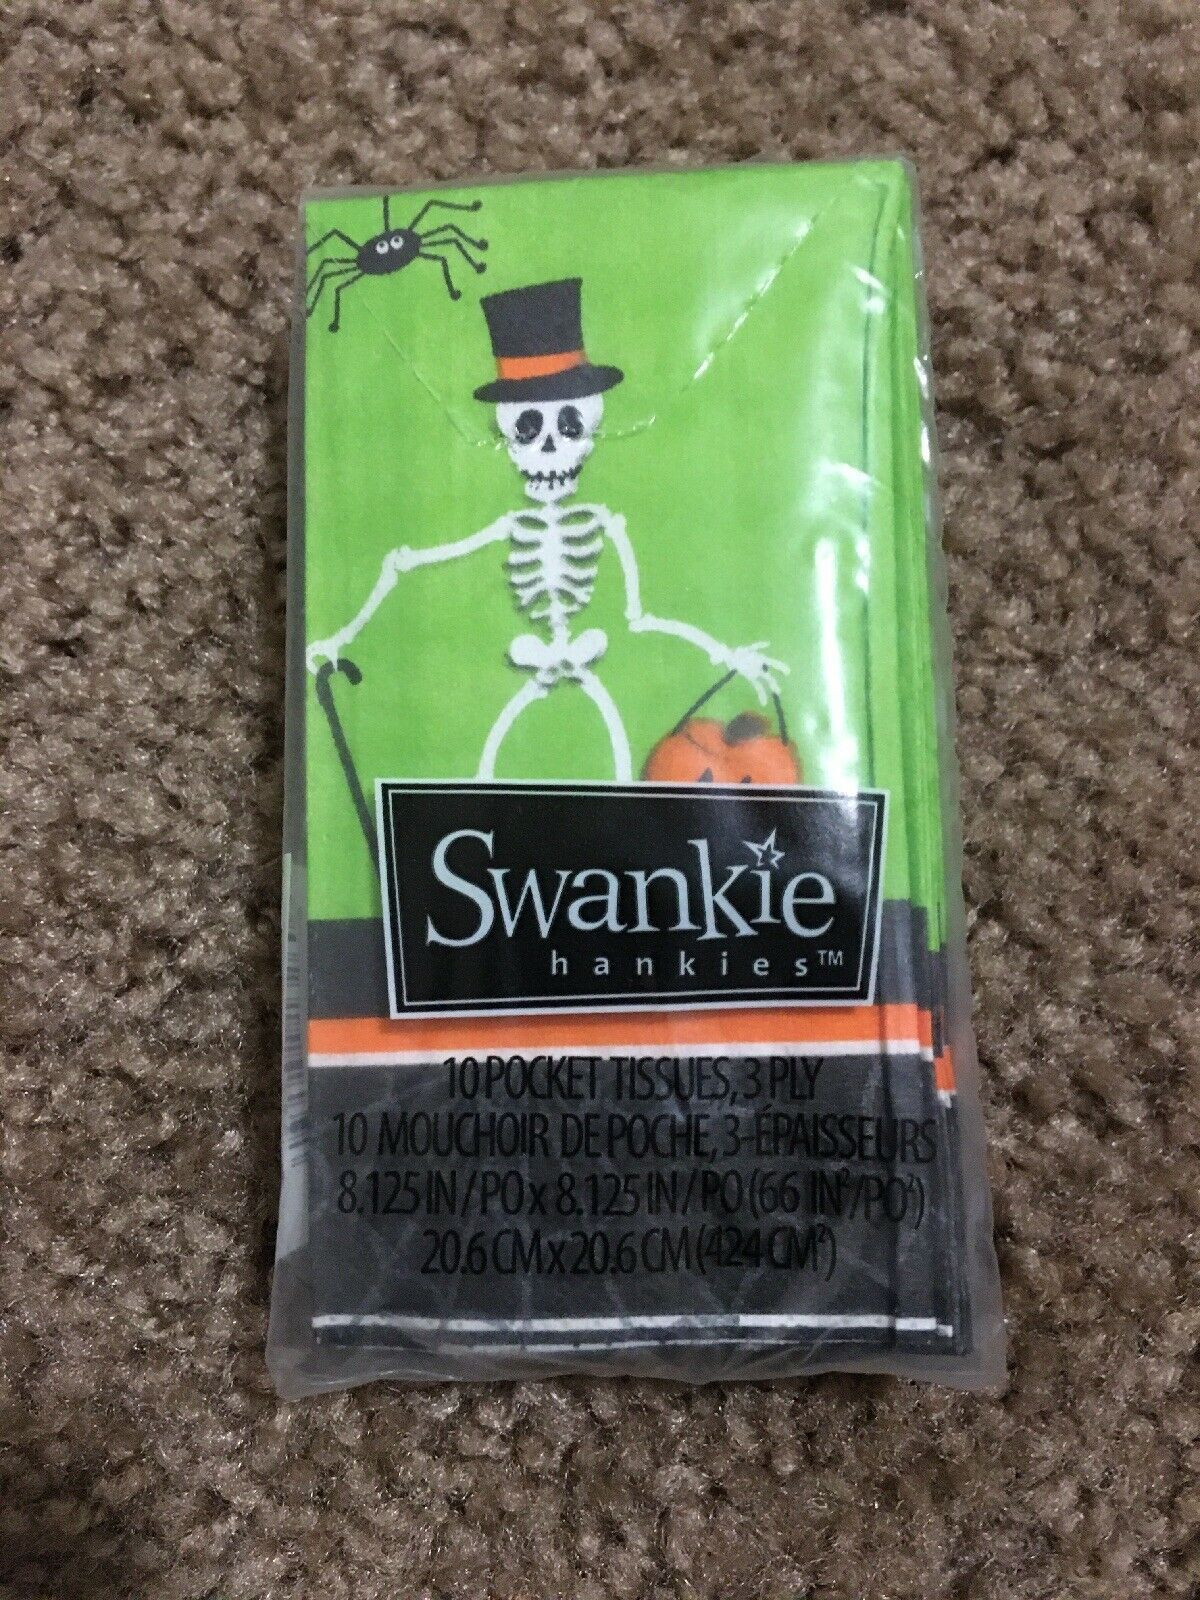 Swankie
hankies™
10 POCKET TISSUES, 3 PLY
10 MOUCHOIR DE POCHE, 3-ÉPAISSEURS
8.125 IN/PO x 8.125 IN/PO (66 IN²/PO²)
20.6 CM x 20.6 CM (424 CM²)